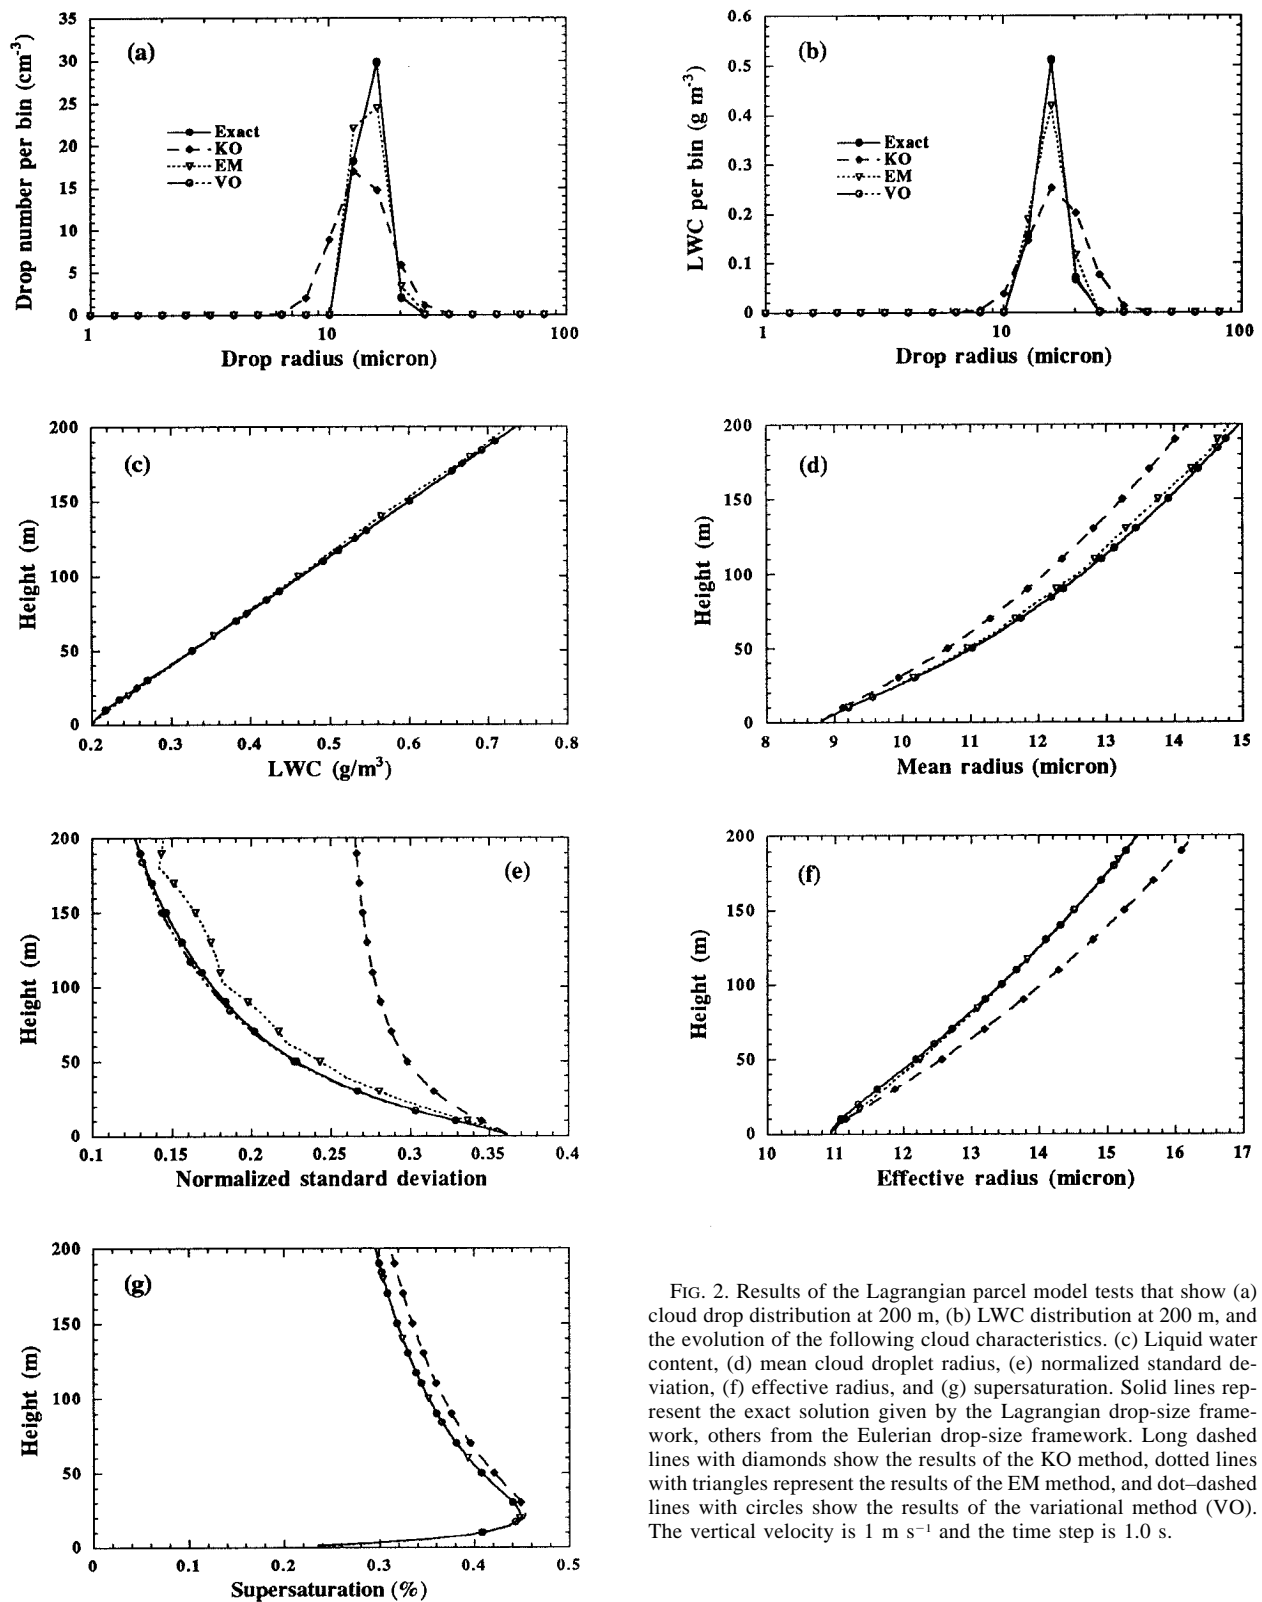 35
30
25
20
15
10
5
0
Drop number per bin (cm-3)
(a)
Exact
KO
EM
VO
1
10
100
Drop radius (micron)
0.6
0.5
0.4
0.3
0.2
0.1
0
LWC per bin (g m-3)
(b)
Exact
KO
EM
VO
1
10
100
Drop radius (micron)
200
150
100
50
0
Height (m)
(c)
0.2 0.3 0.4 0.5 0.6 0.7 0.8
LWC (g/m3)
200
150
100
50
0
Height (m)
(d)
8 9 10 11 12 13 14 15
Mean radius (micron)
200
150
100
50
0
Height (m)
(e)
0.1 0.15 0.2 0.25 0.3 0.35 0.4
Normalized standard deviation
200
150
100
50
0
Height (m)
(f)
10 11 12 13 14 15 16 17
Effective radius (micron)
200
150
100
50
0
Height (m)
(g)
0 0.1 0.2 0.3 0.4 0.5
Supersaturation (%)
FIG. 2. Results of the Lagrangian parcel model tests that show (a)
cloud drop distribution at 200 m, (b) LWC distribution at 200 m, and
the evolution of the following cloud characteristics. (c) Liquid water
content, (d) mean cloud droplet radius, (e) normalized standard de-
viation, (f) effective radius, and (g) supersaturation. Solid lines rep-
resent the exact solution given by the Lagrangian drop-size frame-
work, others from the Eulerian drop-size framework. Long dashed
lines with diamonds show the results of the KO method, dotted lines
with triangles represent the results of the EM method, and dot–dashed
lines with circles show the results of the variational method (VO).
The vertical velocity is 1 m s−1 and the time step is 1.0 s.